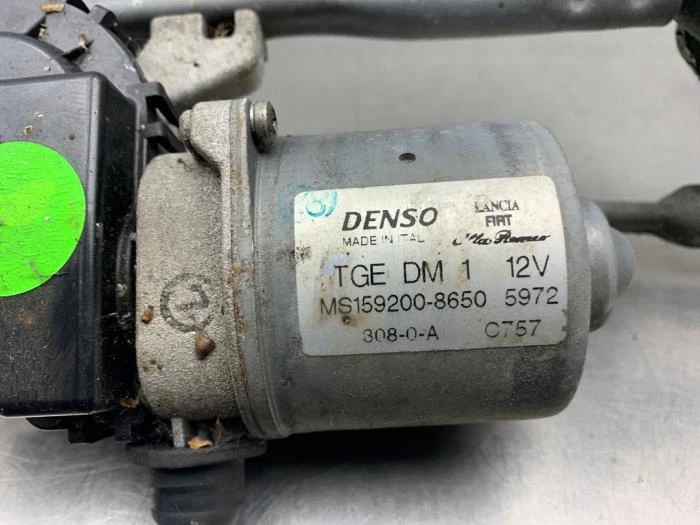 DENSO
LANCIA
FIAT
Alfa Romeo
MADE IN ITAL
TGE DM 1 12V
MS159200-8650 5972
308-0-A C757